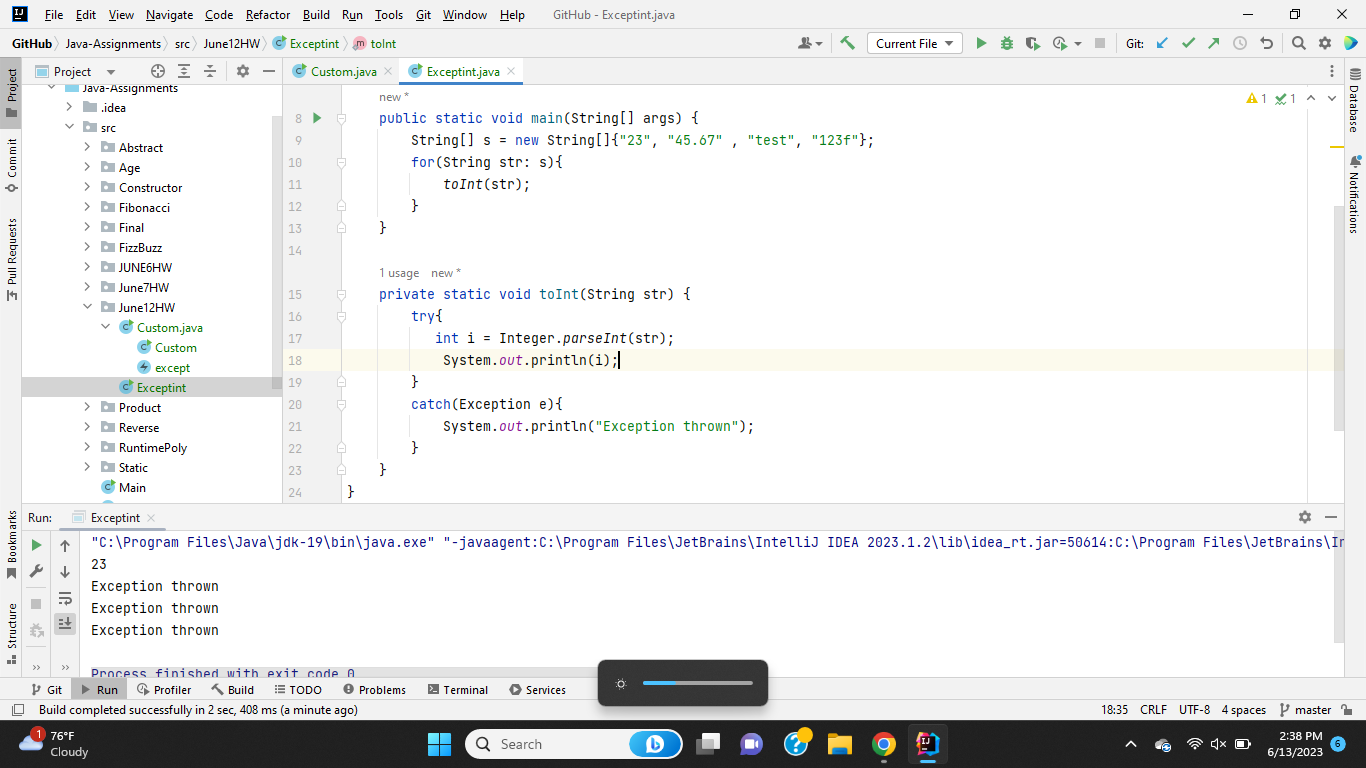 File Edit View Navigate Code Refactor Build Run Tools Git Window Help GitHub - Exceptint.java
GitHub Java-Assignments src June12HW Exceptint toInt Current File Git:
Project Custom.java Exceptint.java
Project
Commit
Pull Requests
Bookmarks
Structure
Database
Notifications
Java-Assignments
.idea
src
Abstract
Age
Constructor
Fibonacci
Final
FizzBuzz
JUNE6HW
June7HW
June12HW
Custom.java
Custom
except
Exceptint
Product
Reverse
RuntimePoly
Static
Main
new *
1 1
8 public static void main(String[] args) {
9 String[] s = new String[]{"23", "45.67" , "test", "123f"};
10 for(String str: s){
11 toInt(str);
12 }
13 }
14
1 usage new *
15 private static void toInt(String str) {
16 try{
17 int i = Integer.parseInt(str);
18 System.out.println(i);
19 }
20 catch(Exception e){
21 System.out.println("Exception thrown");
22 }
23 }
24 }
Run: Exceptint
"C:\Program Files\Java\jdk-19\bin\java.exe" "-javaagent:C:\Program Files\JetBrains\IntelliJ IDEA 2023.1.2\lib\idea_rt.jar=50614:C:\Program Files\JetBrains\In
23
Exception thrown
Exception thrown
Exception thrown
Process finished with exit code 0
Git Run Profiler Build TODO Problems Terminal Services
Build completed successfully in 2 sec, 408 ms (a minute ago) 18:35 CRLF UTF-8 4 spaces master
1 76°F
Cloudy
Search
2:38 PM
6/13/2023 6